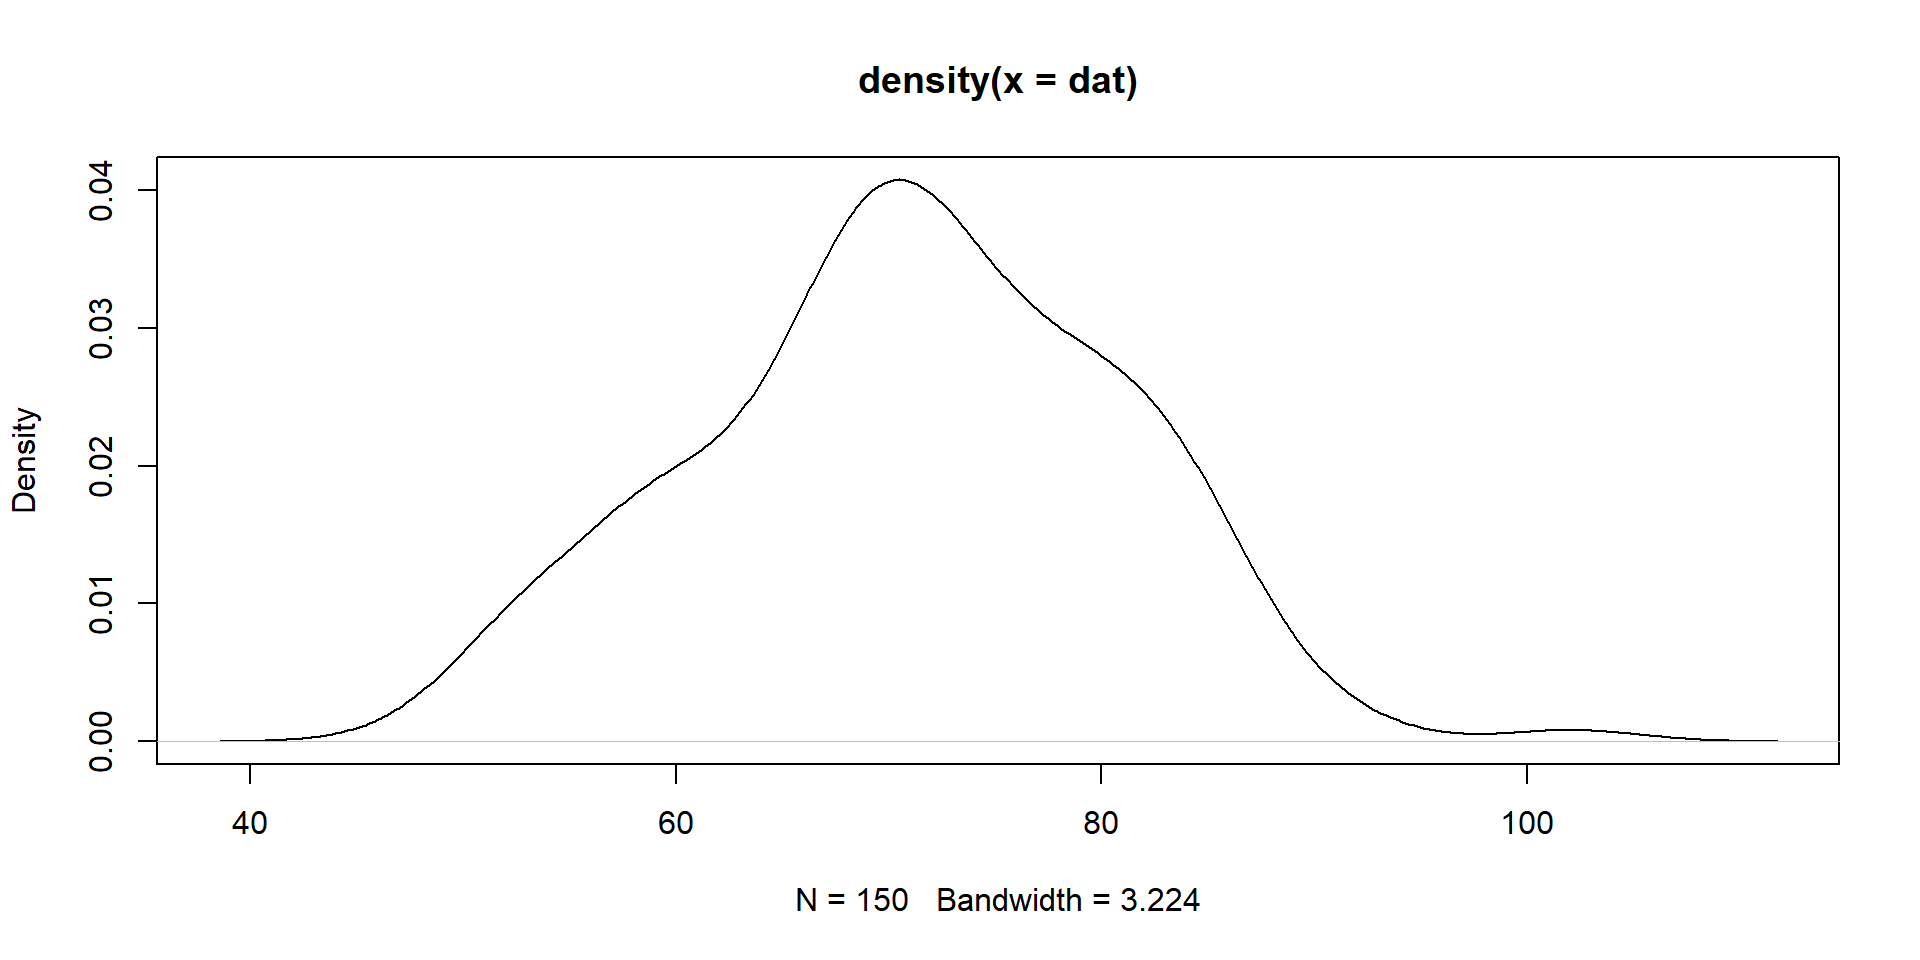 density(x = dat)
Density
0.04
0.03
0.02
0.01
0.00
40 60 80 100
N = 150 Bandwidth = 3.224